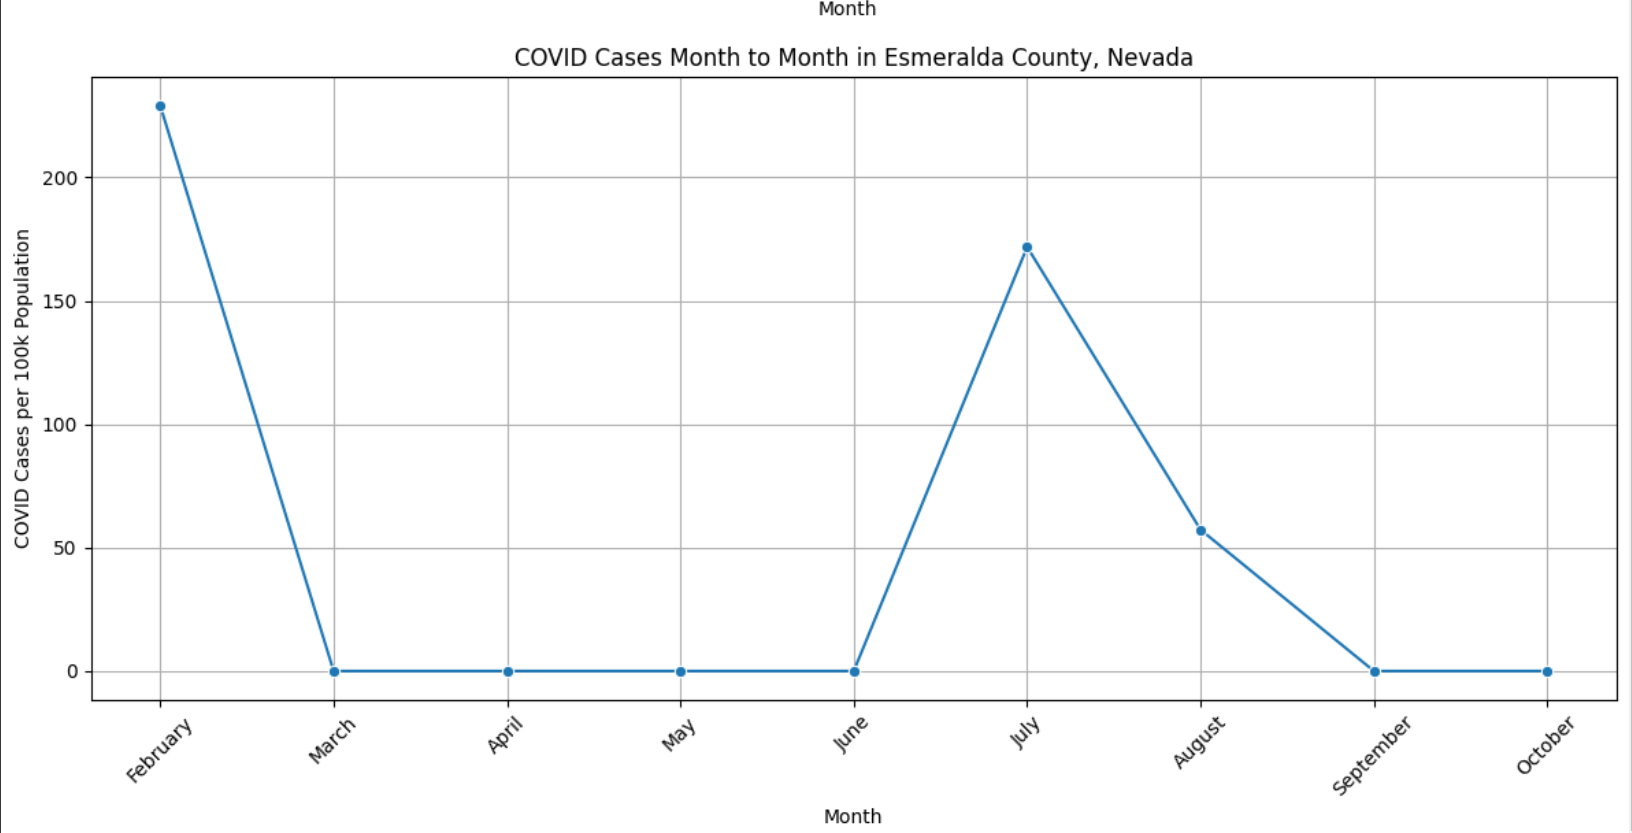 Month
COVID Cases Month to Month in Esmeralda County, Nevada
COVID Cases per 100k Population
200
150
100
50
0
February
March
April
May
June
July
August
September
October
Month